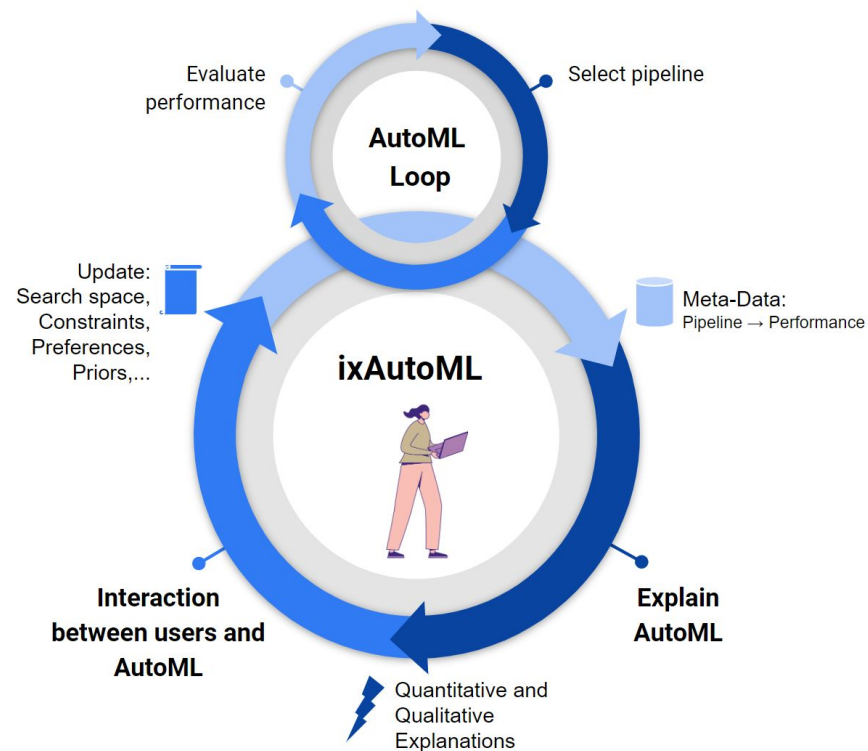 Evaluate
performance
Select pipeline
AutoML
Loop
Update:
Search space,
Constraints,
Preferences,
Priors,...
Meta-Data:
Pipeline → Performance
ixAutoML
Interaction
between users and
AutoML
Explain
AutoML
Quantitative and
Qualitative
Explanations